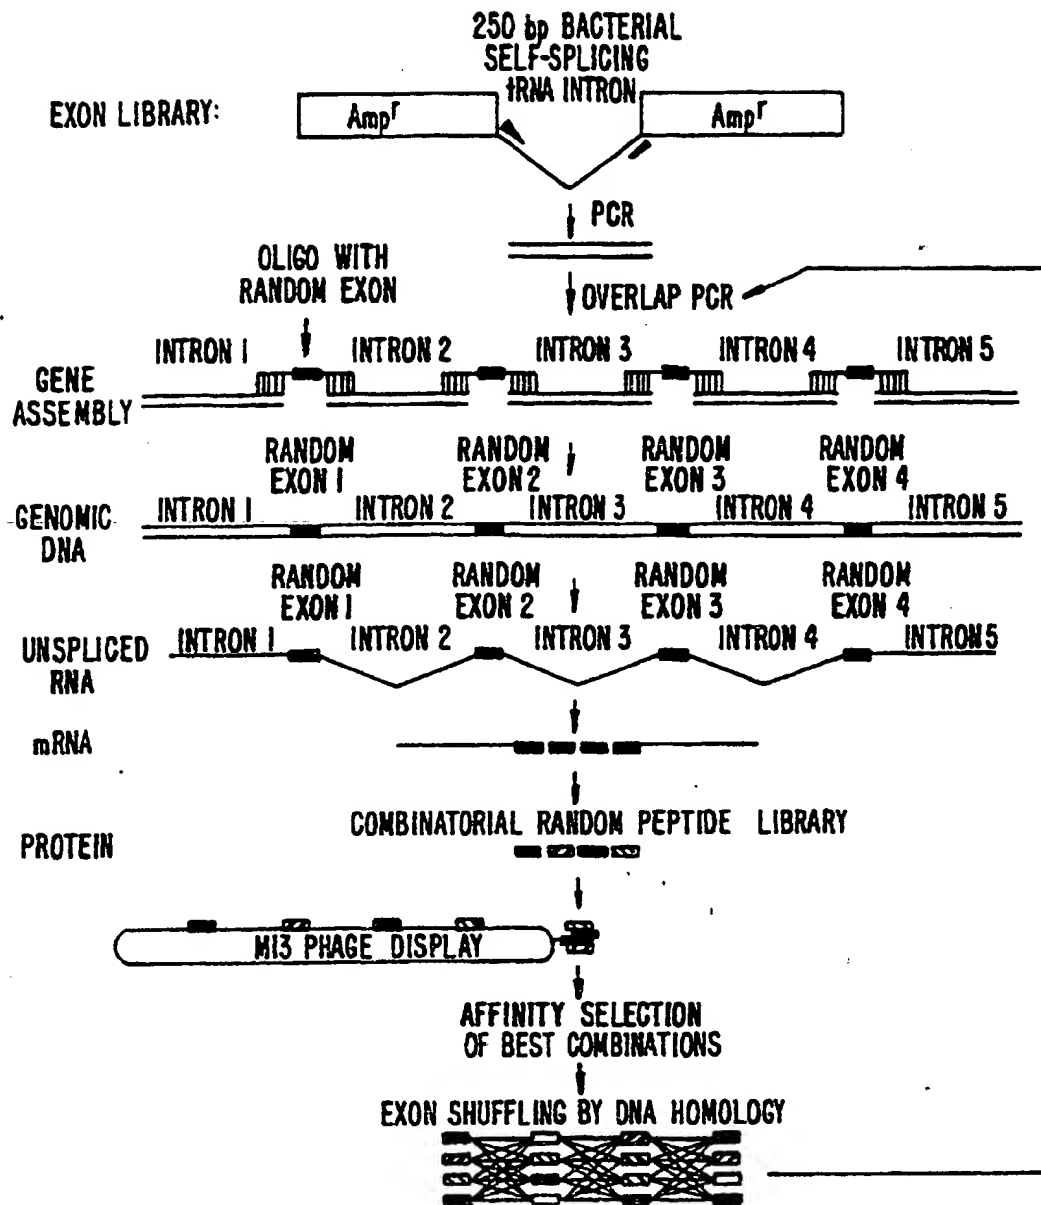 250 bp BACTERIAL
SELF-SPLICING
tRNA INTRON
EXON LIBRARY:
Ampr
Ampr
PCR
OLIGO WITH
RANDOM EXON
OVERLAP PCR
INTRON 1
INTRON 2
INTRON 3
INTRON 4
INTRON 5
GENE
ASSEMBLY
RANDOM
EXON 1
RANDOM
EXON 2
RANDOM
EXON 3
RANDOM
EXON 4
GENOMIC
DNA
INTRON 1
INTRON 2
INTRON 3
INTRON 4
INTRON 5
RANDOM
EXON 1
RANDOM
EXON 2
RANDOM
EXON 3
RANDOM
EXON 4
UNSPLICED
RNA
INTRON 1
INTRON 2
INTRON 3
INTRON 4
INTRON 5
mRNA
COMBINATORIAL RANDOM PEPTIDE LIBRARY
PROTEIN
M13 PHAGE DISPLAY
AFFINITY SELECTION
OF BEST COMBINATIONS
EXON SHUFFLING BY DNA HOMOLOGY